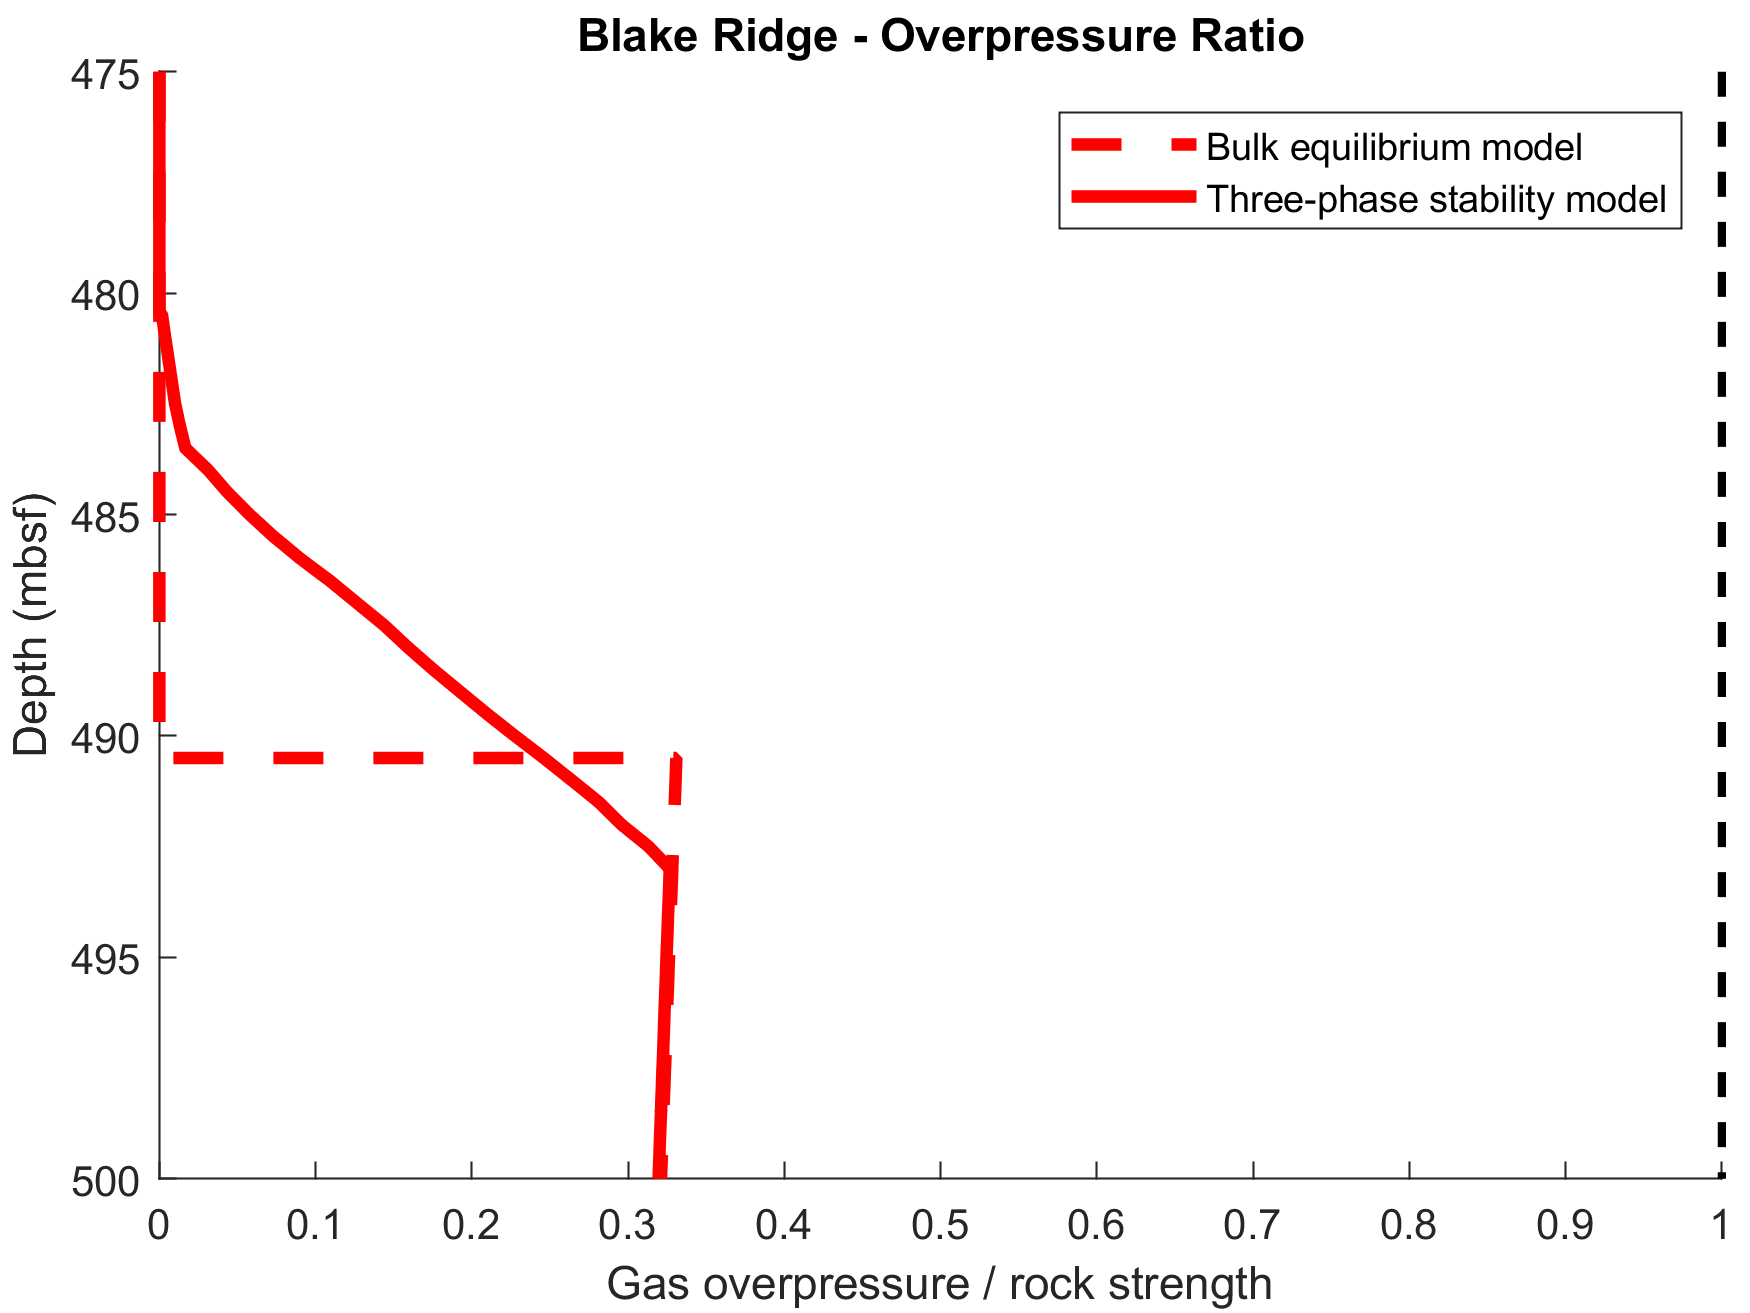 Blake Ridge - Overpressure Ratio
475
480
485
490
495
500
Depth (mbsf)
Bulk equilibrium model
Three-phase stability model
0 0.1 0.2 0.3 0.4 0.5 0.6 0.7 0.8 0.9 1
Gas overpressure / rock strength